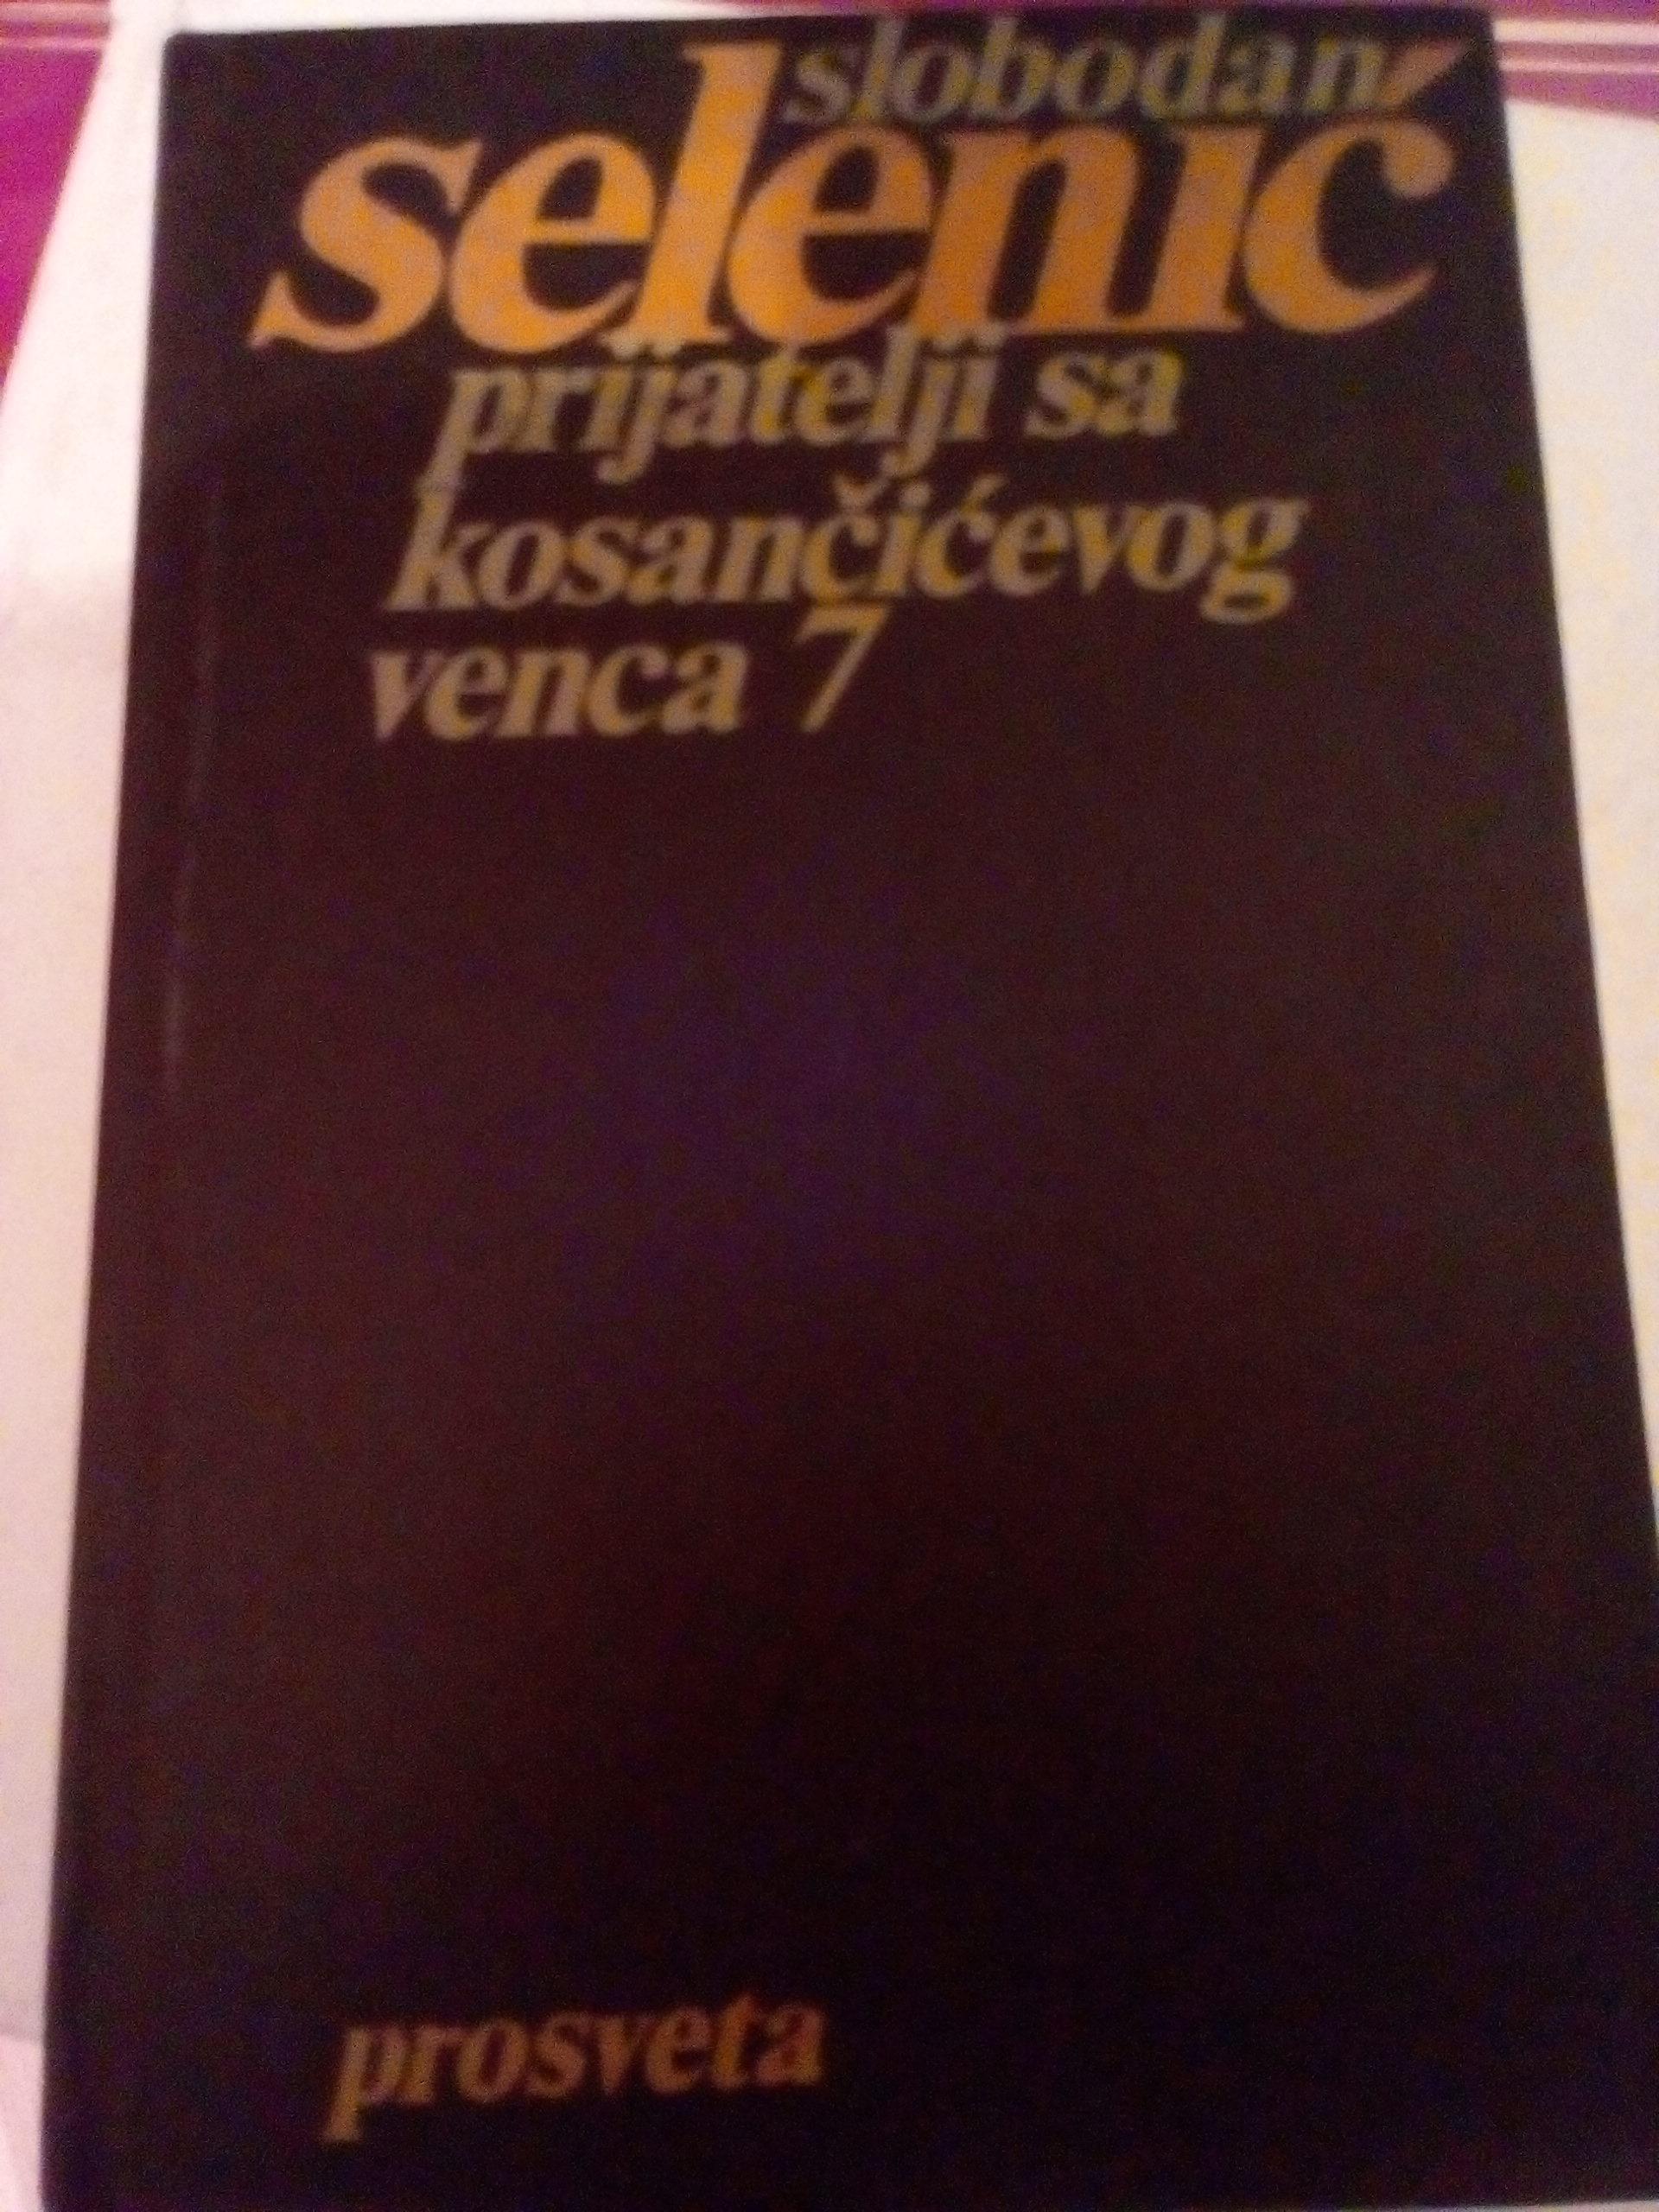 slobodan
selenić
prijatelji sa
kosančićevog
venca 7
prosveta